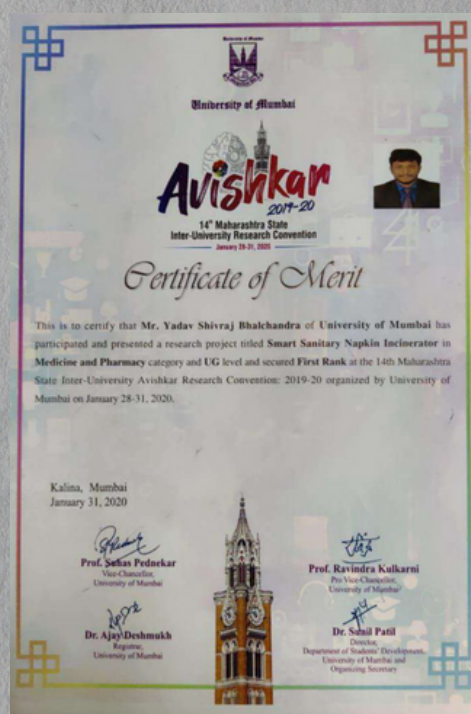 University of Mumbai
University of Mumbai
Avishkar
2019-20
14th Maharashtra State
Inter-University Research Convention
January 28-31, 2020
Certificate of Merit
This is to certify that Mr. Yadav Shivraj Bhalchandra of University of Mumbai has
participated and presented a research project titled Smart Sanitary Napkin Incinerator in
Medicine and Pharmacy category and UG level and secured First Rank at the 14th Maharashtra
State Inter-University Avishkar Research Convention: 2019-20 organized by University of
Mumbai on January 28-31, 2020.
Kalina, Mumbai
January 31, 2020
Prof. Suhas Pednekar
Vice-Chancellor,
University of Mumbai
Prof. Ravindra Kulkarni
Pro Vice-Chancellor,
University of Mumbai
Dr. Ajay Deshmukh
Registrar,
University of Mumbai
Dr. Sunil Patil
Director,
Department of Students' Development,
University of Mumbai and
Organizing Secretary